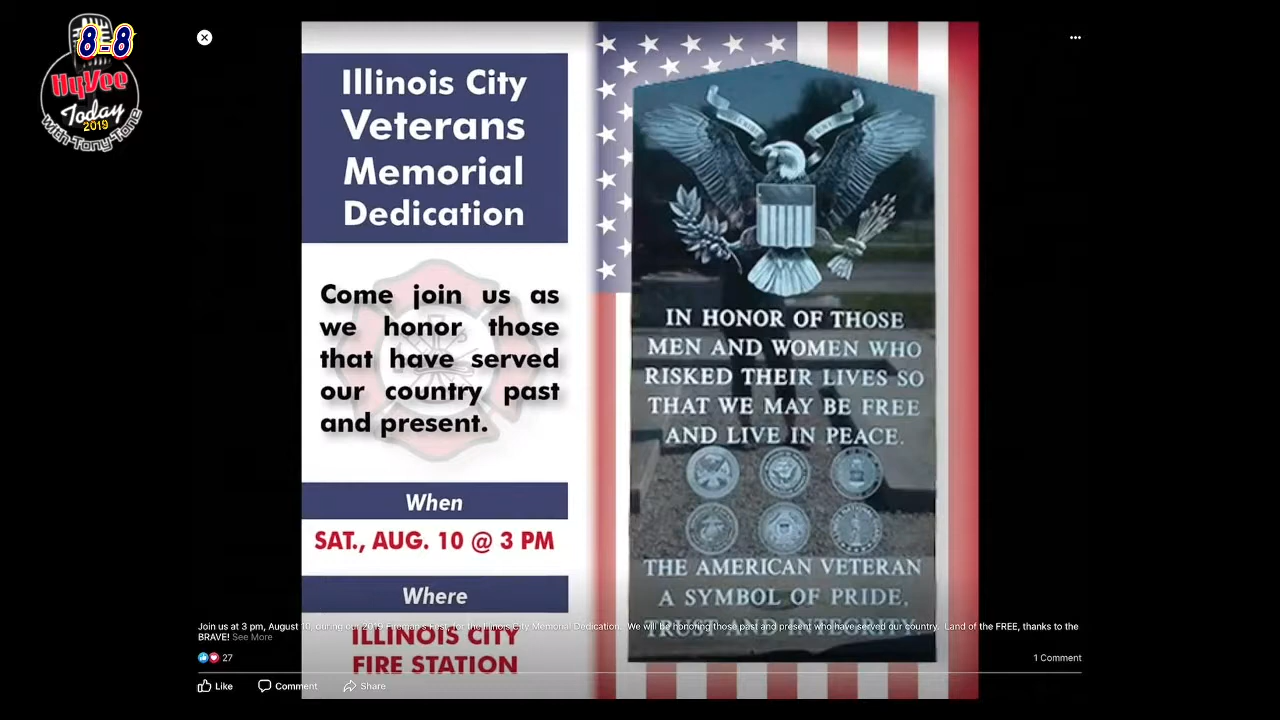 8-8
HyVee
Today
2019
with Tony Tone
Illinois City
Veterans
Memorial
Dedication
Come join us as
we honor those
that have served
our country past
and present.
When
SAT., AUG. 10 @ 3 PM
Where
ILLINOIS CITY
FIRE STATION
IN HONOR OF THOSE
MEN AND WOMEN WHO
RISKED THEIR LIVES SO
THAT WE MAY BE FREE
AND LIVE IN PEACE.
THE AMERICAN VETERAN
A SYMBOL OF PRIDE,
TRUST AND INTEGRITY
Join us at 3 pm, August 10, during our 2019 Fireman's Fest, for the Illinois City Memorial Dedication. We will be honoring those past and present who have served our country. Land of the FREE, thanks to the
BRAVE! See More
27
1 Comment
Like Comment Share